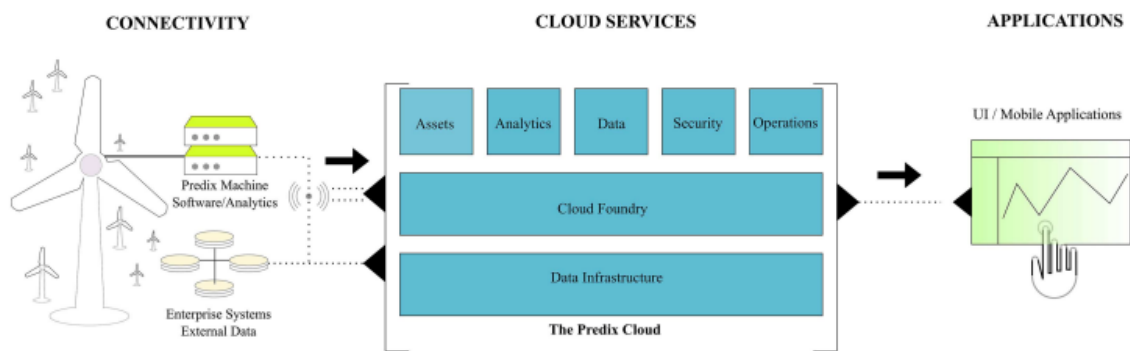 CONNECTIVITY
CLOUD SERVICES
APPLICATIONS
Predix Machine
Software/Analytics
Enterprise Systems
External Data
Assets
Analytics
Data
Security
Operations
Cloud Foundry
Data Infrastructure
The Predix Cloud
UI / Mobile Applications